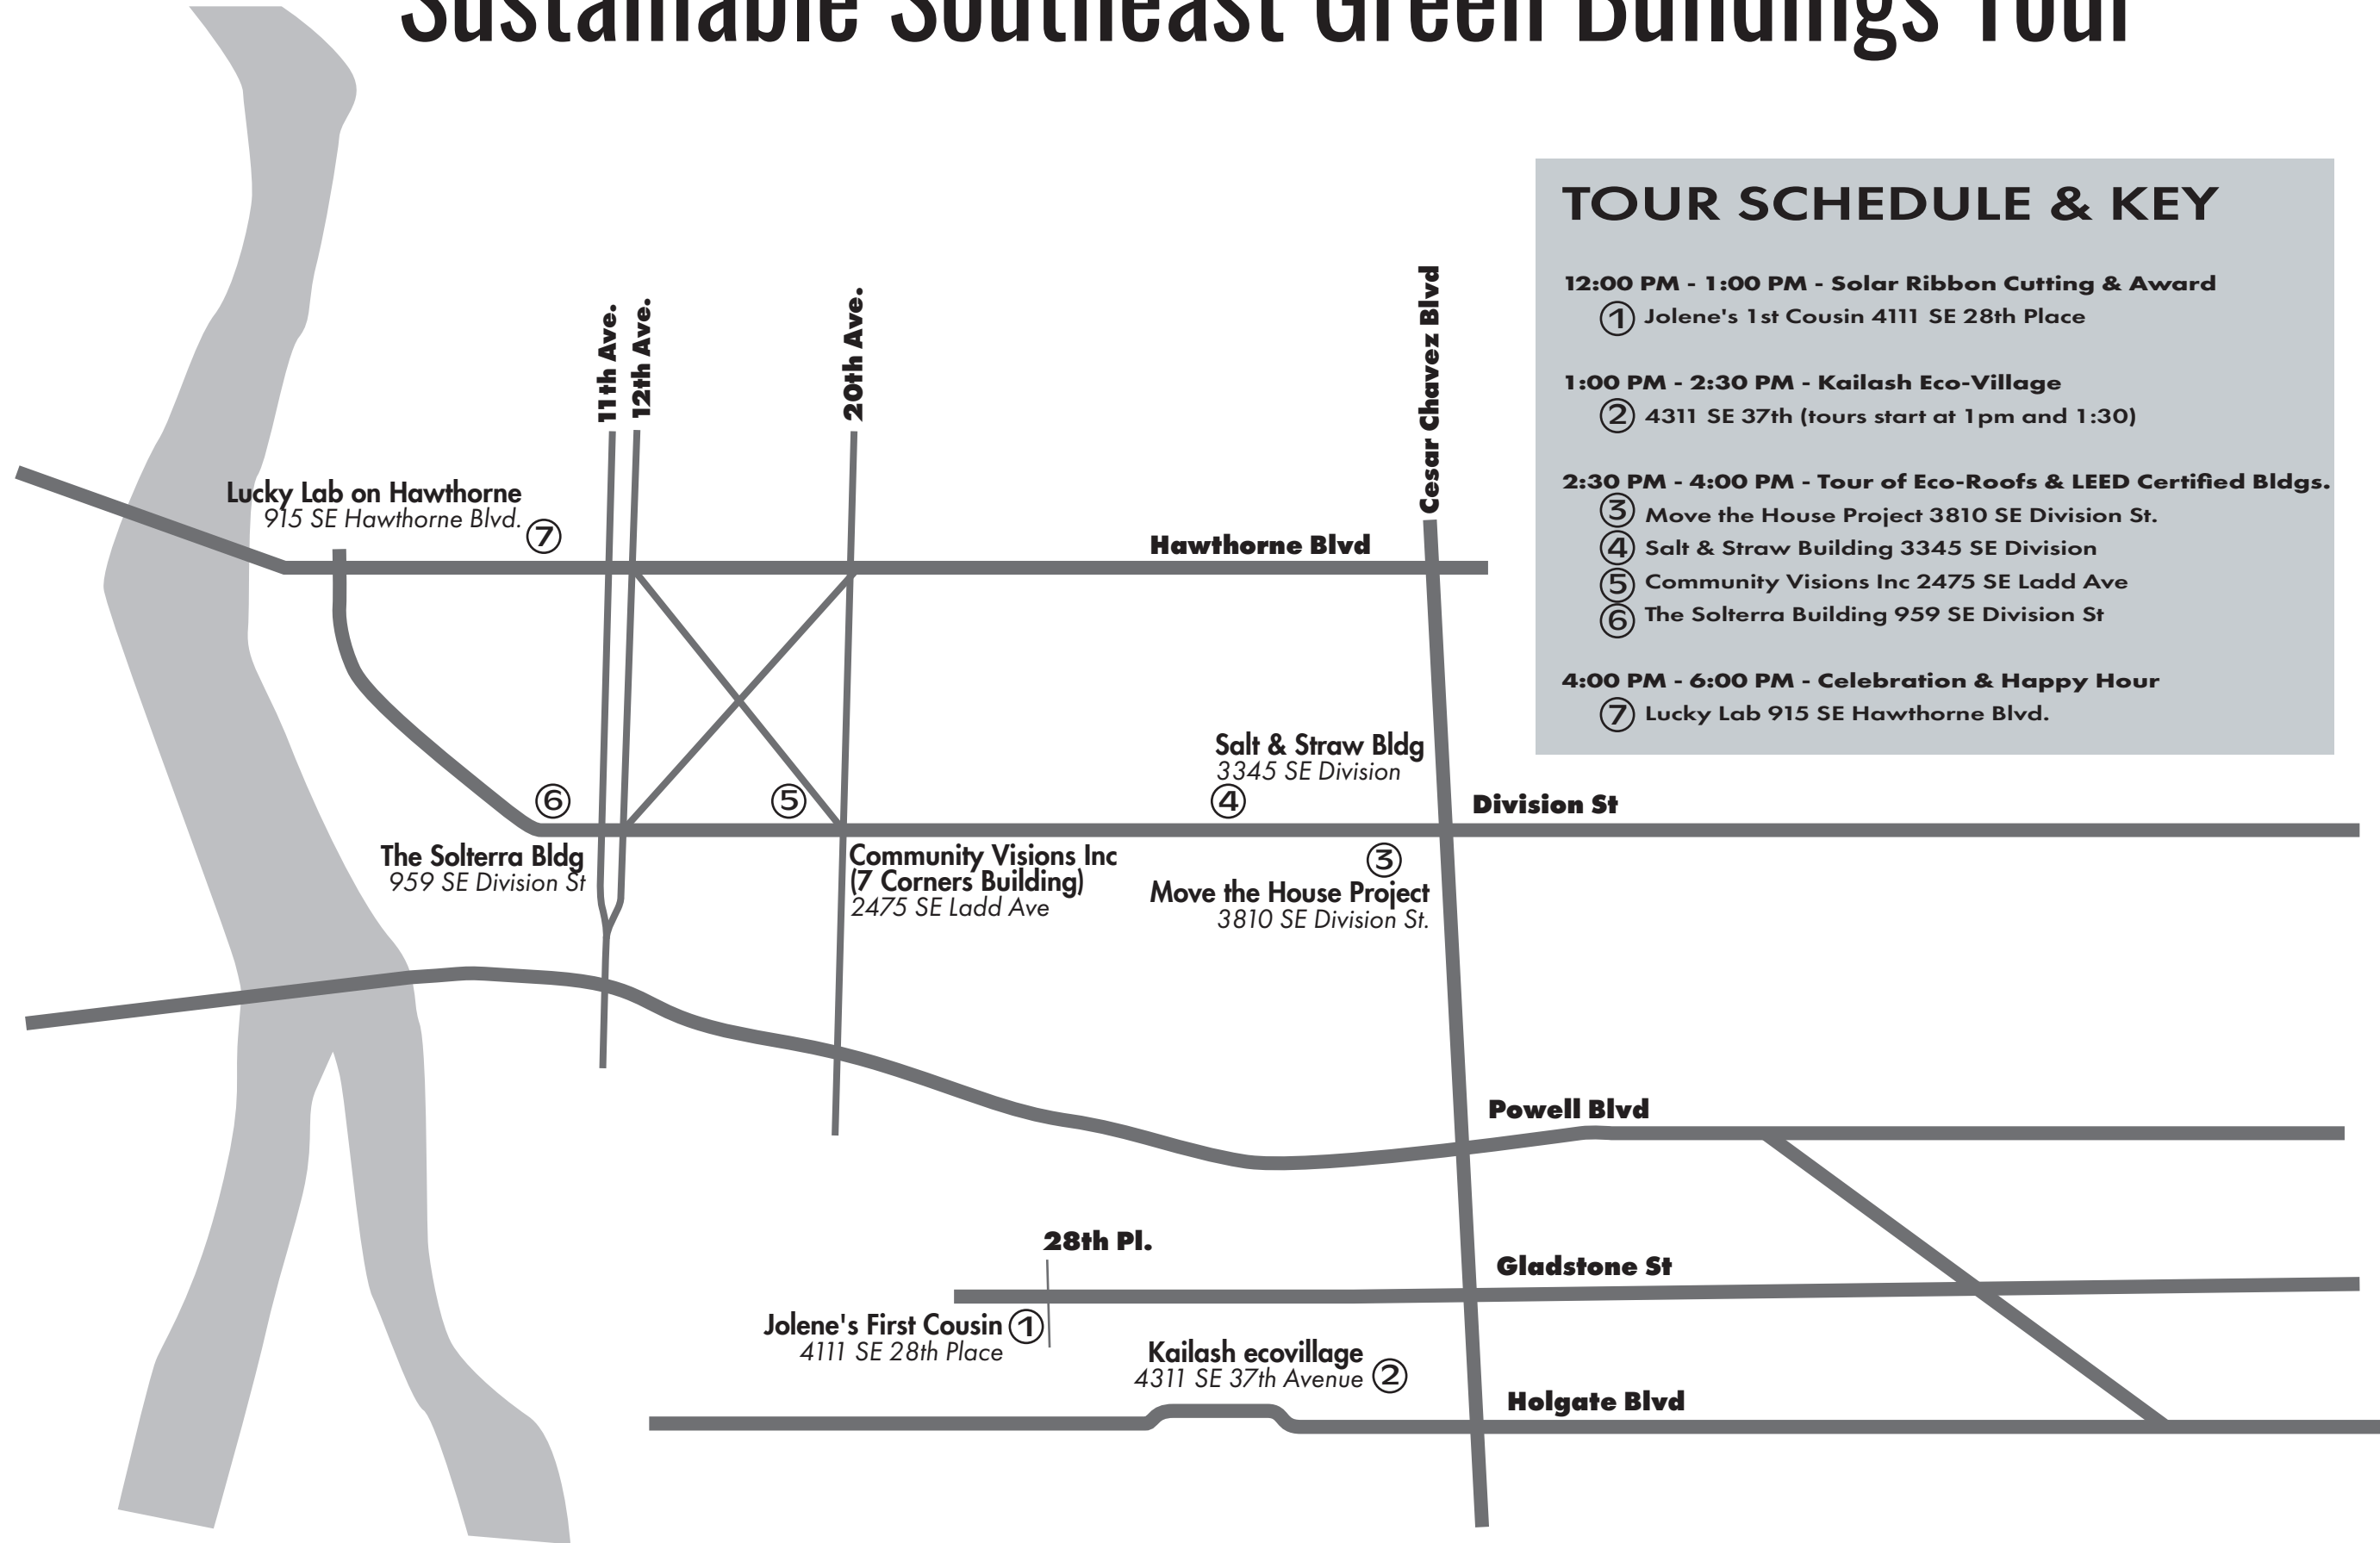 Sustainable Southeast Green Buildings Tour
TOUR SCHEDULE & KEY
12:00 PM - 1:00 PM - Solar Ribbon Cutting & Award
① Jolene's 1st Cousin 4111 SE 28th Place
1:00 PM - 2:30 PM - Kailash Eco-Village
② 4311 SE 37th (tours start at 1pm and 1:30)
2:30 PM - 4:00 PM - Tour of Eco-Roofs & LEED Certified Bldgs.
③ Move the House Project 3810 SE Division St.
④ Salt & Straw Building 3345 SE Division
⑤ Community Visions Inc 2475 SE Ladd Ave
⑥ The Solterra Building 959 SE Division St
4:00 PM - 6:00 PM - Celebration & Happy Hour
⑦ Lucky Lab 915 SE Hawthorne Blvd.
11th Ave.
12th Ave.
20th Ave.
Cesar Chavez Blvd
Lucky Lab on Hawthorne
915 SE Hawthorne Blvd.
⑦
Hawthorne Blvd
Salt & Straw Bldg
3345 SE Division
④
⑥
⑤
Division St
The Solterra Bldg
959 SE Division St
Community Visions Inc
(7 Corners Building)
2475 SE Ladd Ave
③
Move the House Project
3810 SE Division St.
Powell Blvd
28th Pl.
Gladstone St
Jolene's First Cousin ①
4111 SE 28th Place
Kailash ecovillage
4311 SE 37th Avenue ②
Holgate Blvd